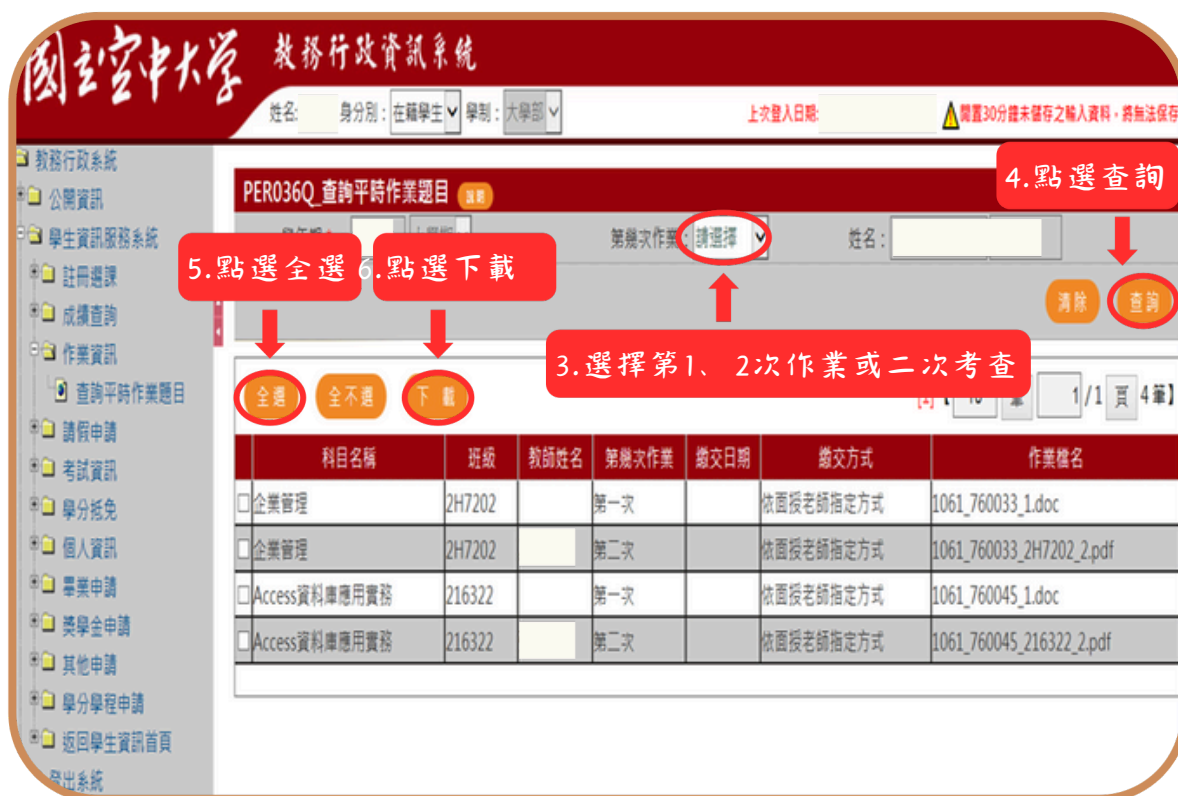 國立空中大學 教務行政資訊系統
姓名: 身分別：在籍學生 學制：大學部 上次登入日期: 閒置30分鐘未儲存之輸入資料，將無法保存
教務行政系統
公開資訊
學生資訊服務系統
註冊選課
成績查詢
作業資訊
查詢平時作業題目
請假申請
考試資訊
學分抵免
個人資訊
畢業申請
獎學金申請
其他申請
學分學程申請
返回學生資訊首頁
登出系統
PER036Q_查詢平時作業題目 說明
4.點選查詢
第幾次作業：請選擇 姓名：
5.點選全選 6.點選下載
清除 查詢
3.選擇第1、2次作業或二次考查
全選 全不選 下載
1/1 頁 4筆】
科目名稱 班級 教師姓名 第幾次作業 繳交日期 繳交方式 作業檔名
企業管理 2H7202 第一次 依面授老師指定方式 1061_760033_1.doc
企業管理 2H7202 第二次 依面授老師指定方式 1061_760033_2H7202_2.pdf
Access資料庫應用實務 216322 第一次 依面授老師指定方式 1061_760045_1.doc
Access資料庫應用實務 216322 第二次 依面授老師指定方式 1061_760045_216322_2.pdf